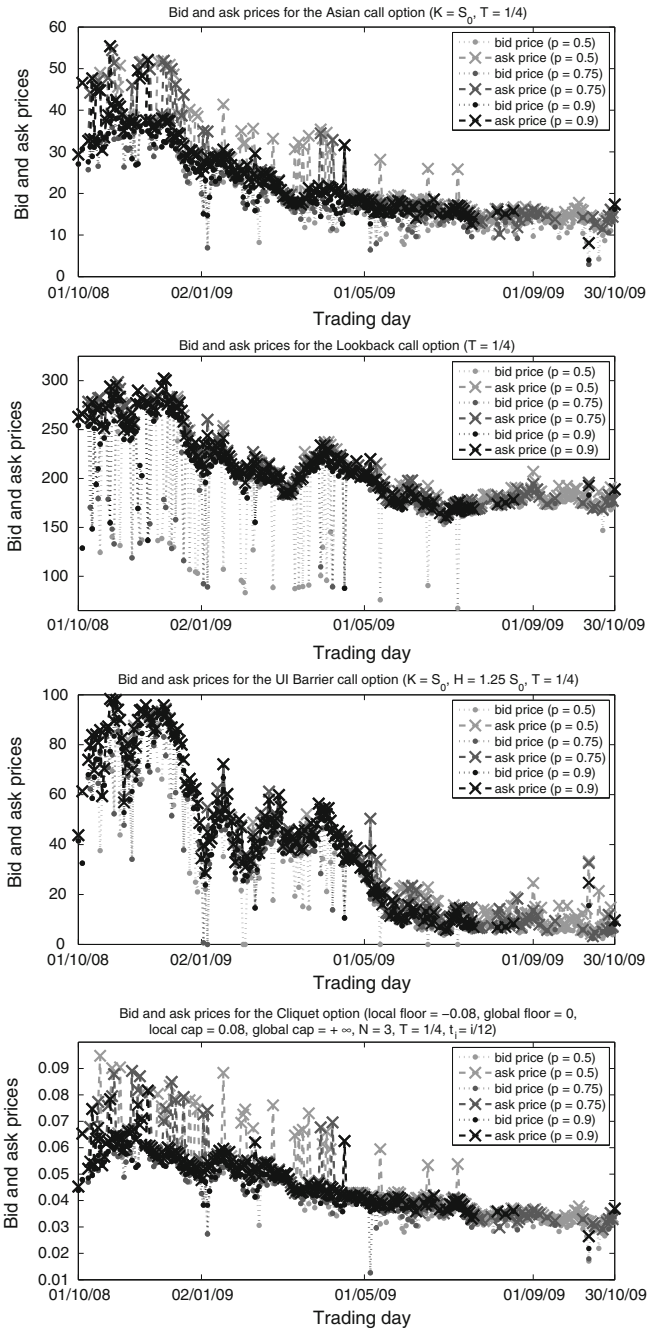 Bid and ask prices for the Asian call option (K = S₀, T = 1/4)
Bid and ask prices
60
50
40
30
20
10
0
bid price (p = 0.5)
ask price (p = 0.5)
bid price (p = 0.75)
ask price (p = 0.75)
bid price (p = 0.9)
ask price (p = 0.9)
01/10/08 02/01/09 01/05/09 01/09/09 30/10/09
Trading day
Bid and ask prices for the Lookback call option (T = 1/4)
Bid and ask prices
300
250
200
150
100
bid price (p = 0.5)
ask price (p = 0.5)
bid price (p = 0.75)
ask price (p = 0.75)
bid price (p = 0.9)
ask price (p = 0.9)
01/10/08 02/01/09 01/05/09 01/09/09 30/10/09
Trading day
Bid and ask prices for the UI Barrier call option (K = S₀, H = 1.25 S₀, T = 1/4)
Bid and ask prices
100
80
60
40
20
0
bid price (p = 0.5)
ask price (p = 0.5)
bid price (p = 0.75)
ask price (p = 0.75)
bid price (p = 0.9)
ask price (p = 0.9)
01/10/08 02/01/09 01/05/09 01/09/09 30/10/09
Trading day
Bid and ask prices for the Cliquet option (local floor = −0.08, global floor = 0,
local cap = 0.08, global cap = + ∞, N = 3, T = 1/4, tᵢ = i/12)
Bid and ask prices
0.09
0.08
0.07
0.06
0.05
0.04
0.03
0.02
0.01
bid price (p = 0.5)
ask price (p = 0.5)
bid price (p = 0.75)
ask price (p = 0.75)
bid price (p = 0.9)
ask price (p = 0.9)
01/10/08 02/01/09 01/05/09 01/09/09 30/10/09
Trading day